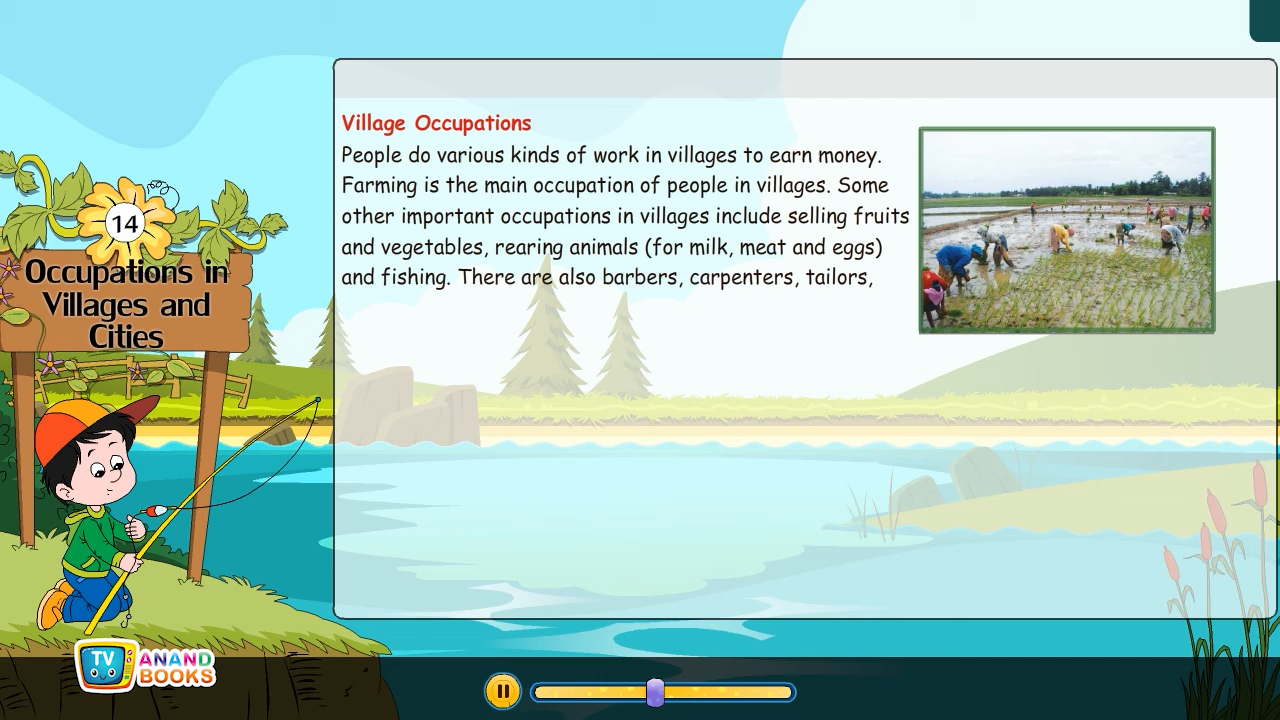 14
Occupations in
Villages and
Cities
Village Occupations
People do various kinds of work in villages to earn money.
Farming is the main occupation of people in villages. Some
other important occupations in villages include selling fruits
and vegetables, rearing animals (for milk, meat and eggs)
and fishing. There are also barbers, carpenters, tailors,
TV
ANAND
BOOKS